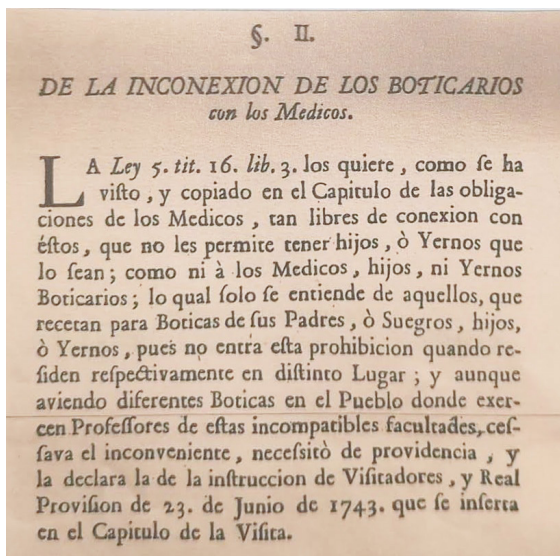 §. II.
DE LA INCONEXION DE LOS BOTICARIOS
con los Medicos.
LA Ley 5. tit. 16. lib. 3. los quiere, como ſe ha
viſto, y copiado en el Capitulo de las obliga-
ciones de los Medicos, tan libres de conexion con
éſtos, que no les permite tener hijos, ò Yernos que
lo ſean; como ni à los Medicos, hijos, ni Yernos
Boticarios; lo qual ſolo ſe entiende de aquellos, que
recetan para Boticas de ſus Padres, ò Suegros, hijos,
ò Yernos, pues no entra eſta prohibicion quando re-
ſiden reſpectivamente en diſtinto Lugar; y aunque
aviendo diferentes Boticas en el Pueblo donde exer-
cen Profeſſores de eſtas incompatibles facultades, ceſ-
ſava el inconveniente, neceſsitò de providencia, y
la declara la de la inſtruccion de Viſitadores, y Real
Proviſion de 23. de Junio de 1743. que ſe inſerta
en el Capitulo de la Viſita.